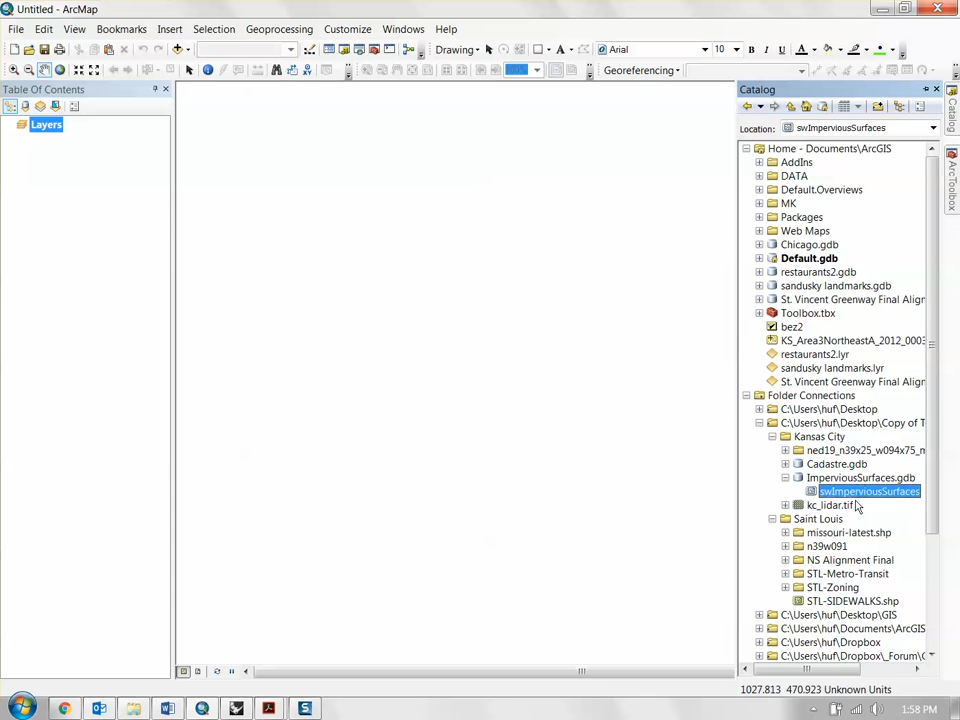 Untitled - ArcMap
File Edit View Bookmarks Insert Selection Geoprocessing Customize Windows Help
Drawing Arial 10 B I U A
100% Georeferencing
Table Of Contents
Layers
Catalog
Location: swImperviousSurfaces
Home - Documents\ArcGIS
AddIns
DATA
Default.Overviews
MK
Packages
Web Maps
Chicago.gdb
Default.gdb
restaurants2.gdb
sandusky landmarks.gdb
St. Vincent Greenway Final Align
Toolbox.tbx
bez2
KS_Area3NortheastA_2012_0003
restaurants2.lyr
sandusky landmarks.lyr
St. Vincent Greenway Final Align
Folder Connections
C:\Users\huf\Desktop
C:\Users\huf\Desktop\Copy of T
Kansas City
ned19_n39x25_w094x75_m
Cadastre.gdb
ImperviousSurfaces.gdb
swImperviousSurfaces
kc_lidar.tif
Saint Louis
missouri-latest.shp
n39w091
NS Alignment Final
STL-Metro-Transit
STL-Zoning
STL-SIDEWALKS.shp
C:\Users\huf\Desktop\GIS
C:\Users\huf\Documents\ArcGIS
C:\Users\huf\Dropbox
C:\Users\huf\Dropbox\_Forum\C
Catalog
ArcToolbox
1027.813 470.923 Unknown Units
1:58 PM